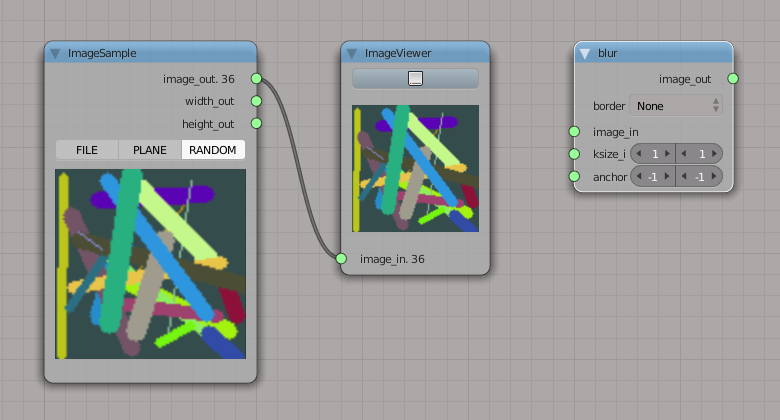 ImageSample
image_out. 36
width_out
height_out
FILE PLANE RANDOM
ImageViewer
image_in. 36
blur
image_out
border None
image_in
ksize_i 1 1
anchor -1 -1